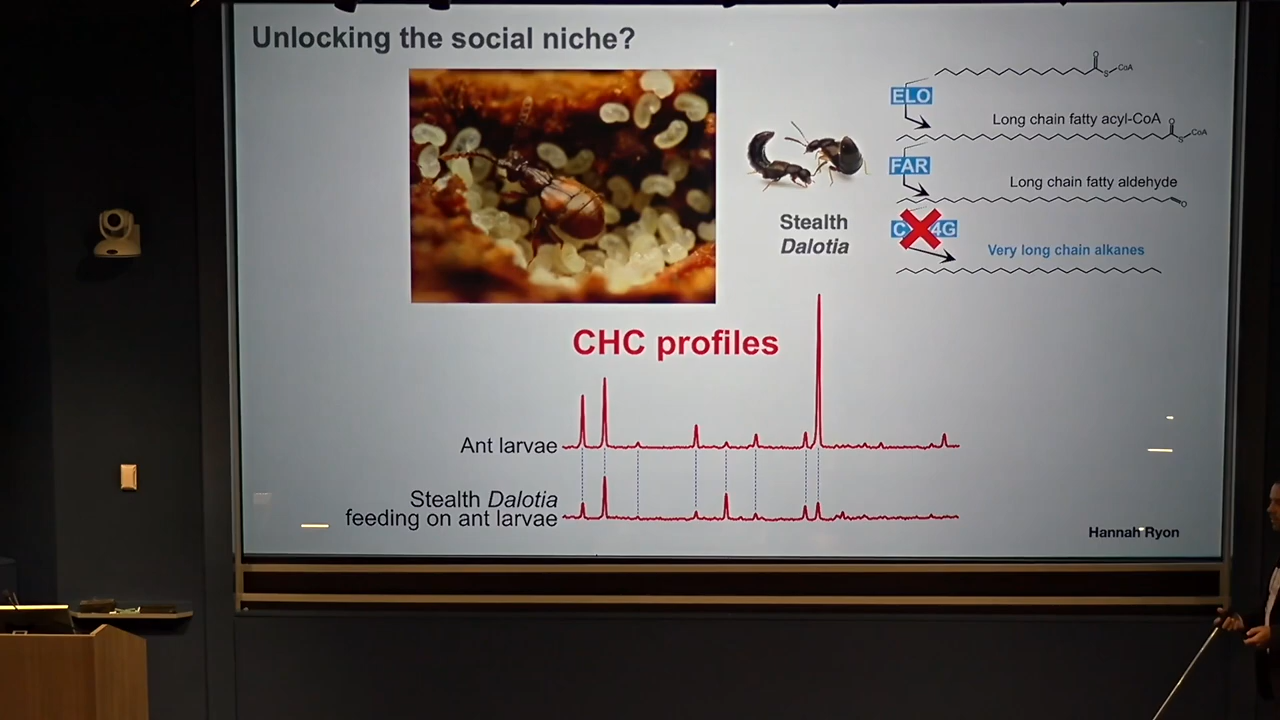 Unlocking the social niche?
S
CoA
O
ELO
Long chain fatty acyl-CoA
O
S
CoA
FAR
Long chain fatty aldehyde
O
Stealth
Dalotia
C 4G
Very long chain alkanes
CHC profiles
Ant larvae
Stealth Dalotia
feeding on ant larvae
Hannah Ryon